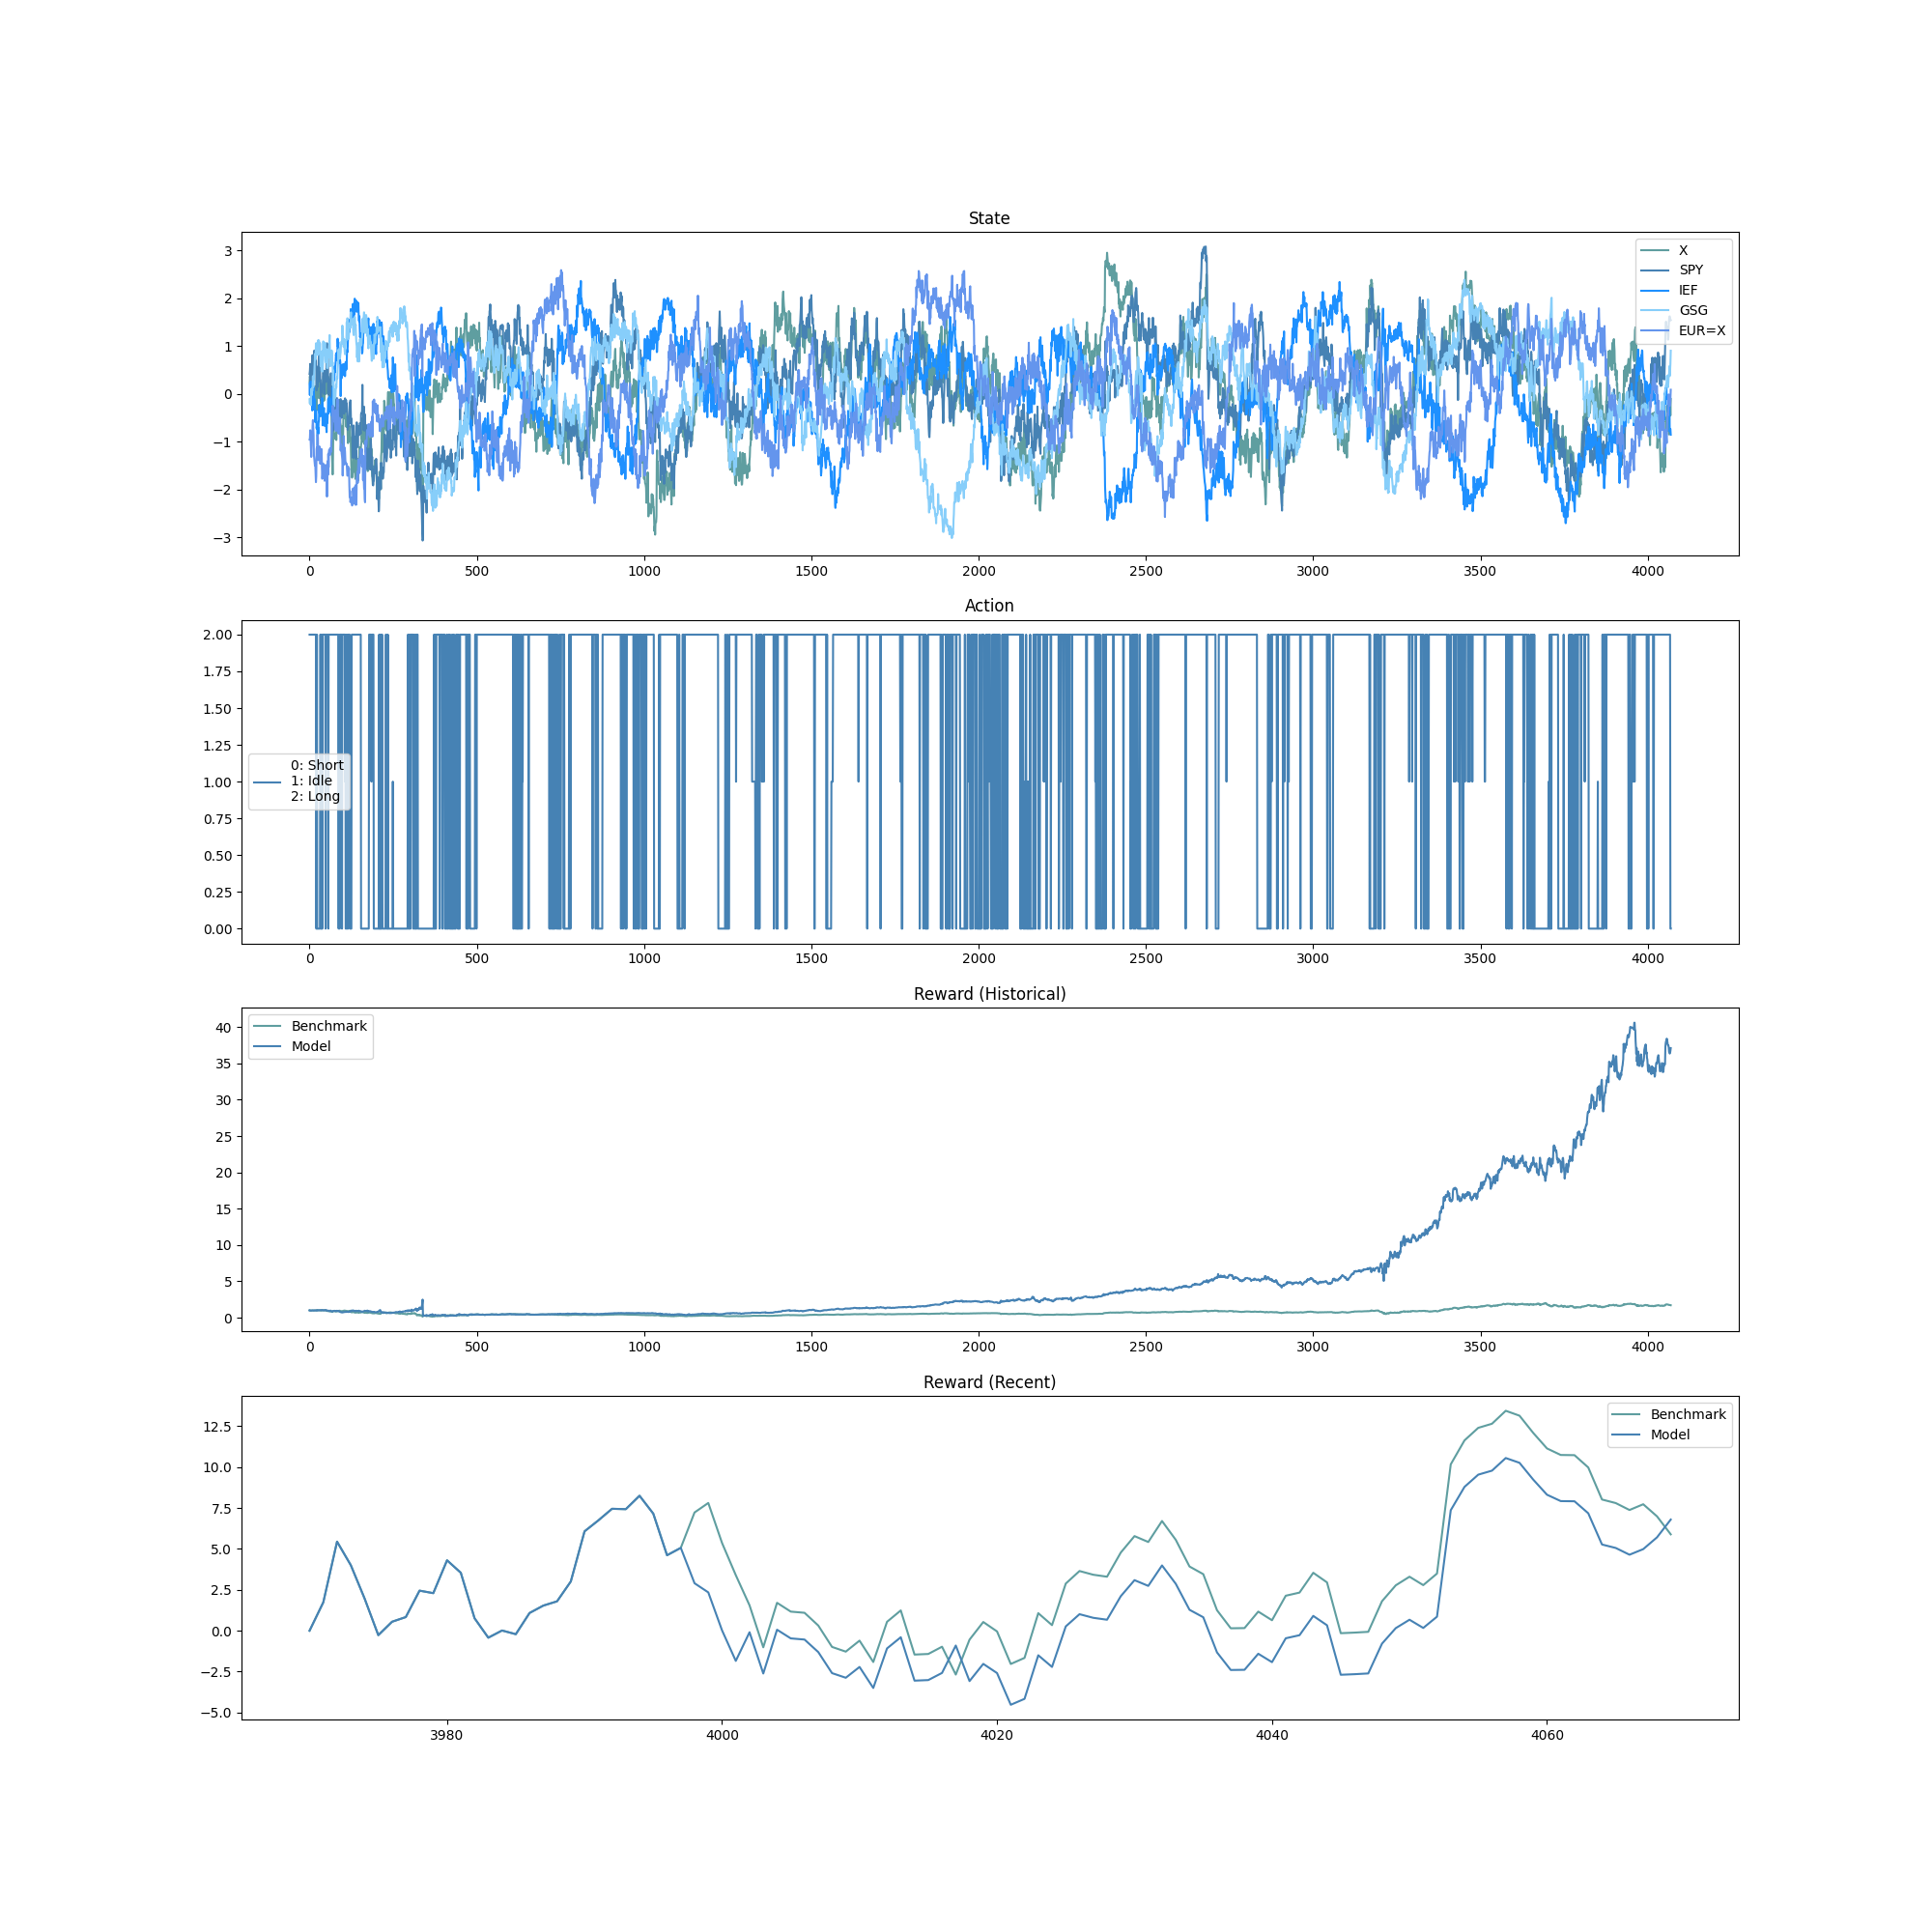 State
3
2
1
0
−1
−2
−3
X
SPY
IEF
GSG
EUR=X
0 500 1000 1500 2000 2500 3000 3500 4000
Action
2.00
1.75
1.50
1.25
1.00
0.75
0.50
0.25
0.00
0: Short
1: Idle
2: Long
0 500 1000 1500 2000 2500 3000 3500 4000
Reward (Historical)
40
35
30
25
20
15
10
5
0
Benchmark
Model
0 500 1000 1500 2000 2500 3000 3500 4000
Reward (Recent)
12.5
10.0
7.5
5.0
2.5
0.0
−2.5
−5.0
Benchmark
Model
3980 4000 4020 4040 4060